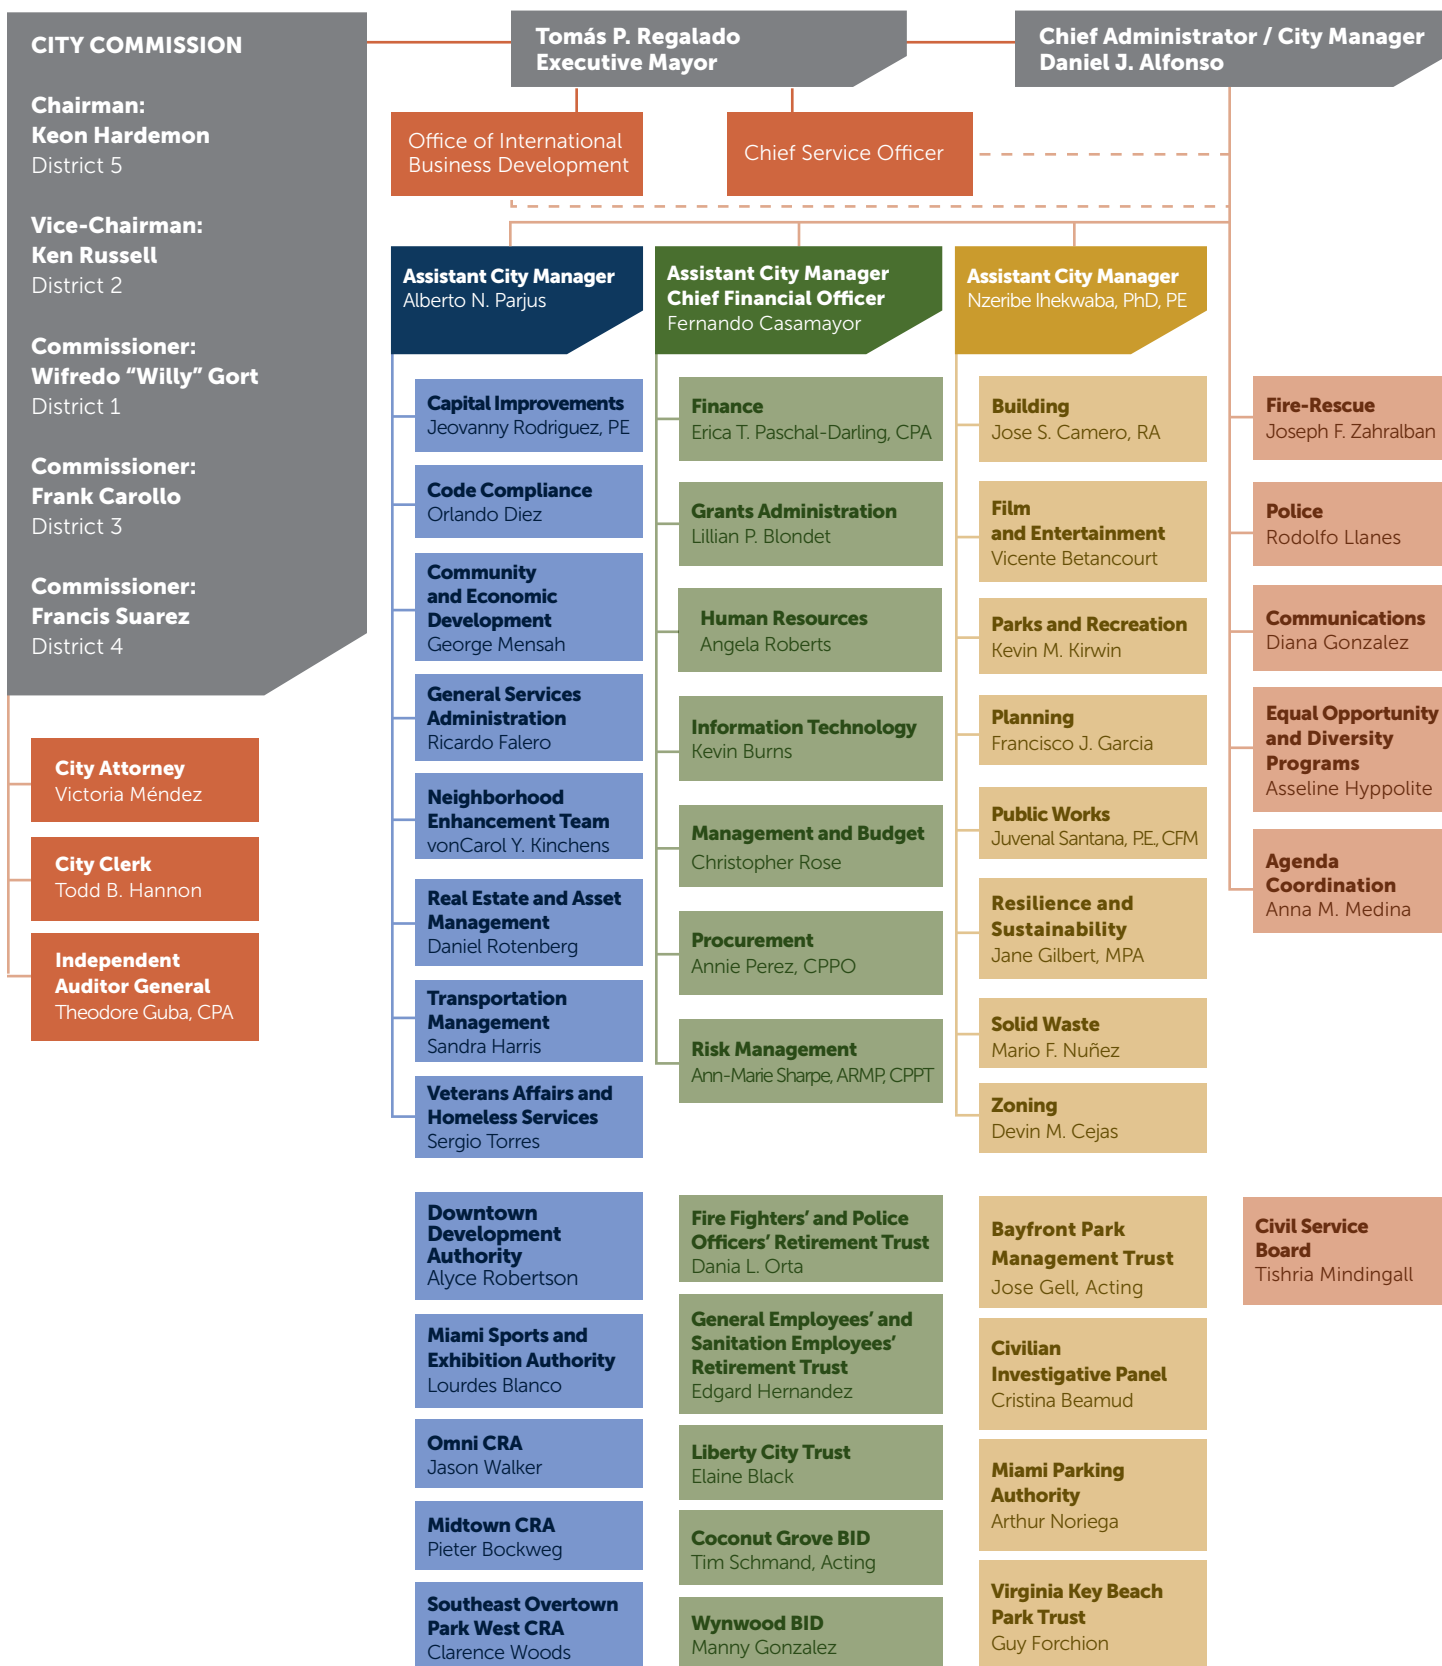 CITY COMMISSION
Chairman:
Keon Hardemon
District 5
Vice-Chairman:
Ken Russell
District 2
Commissioner:
Wifredo “Willy” Gort
District 1
Commissioner:
Frank Carollo
District 3
Commissioner:
Francis Suarez
District 4
Tomás P. Regalado
Executive Mayor
Chief Administrator / City Manager
Daniel J. Alfonso
Office of International
Business Development
Chief Service Officer
City Attorney
Victoria Méndez
City Clerk
Todd B. Hannon
Independent
Auditor General
Theodore Guba, CPA
Assistant City Manager
Alberto N. Parjus
Capital Improvements
Jeovanny Rodriguez, PE
Code Compliance
Orlando Diez
Community
and Economic
Development
George Mensah
General Services
Administration
Ricardo Falero
Neighborhood
Enhancement Team
vonCarol Y. Kinchens
Real Estate and Asset
Management
Daniel Rotenberg
Transportation
Management
Sandra Harris
Veterans Affairs and
Homeless Services
Sergio Torres
Assistant City Manager
Chief Financial Officer
Fernando Casamayor
Finance
Erica T. Paschal-Darling, CPA
Grants Administration
Lillian P. Blondet
Human Resources
Angela Roberts
Information Technology
Kevin Burns
Management and Budget
Christopher Rose
Procurement
Annie Perez, CPPO
Risk Management
Ann-Marie Sharpe, ARMP, CPPT
Assistant City Manager
Nzeribe Ihekwaba, PhD, PE
Building
Jose S. Camero, RA
Film
and Entertainment
Vicente Betancourt
Parks and Recreation
Kevin M. Kirwin
Planning
Francisco J. Garcia
Public Works
Juvenal Santana, P.E., CFM
Resilience and
Sustainability
Jane Gilbert, MPA
Solid Waste
Mario F. Nuñez
Zoning
Devin M. Cejas
Fire-Rescue
Joseph F. Zahralban
Police
Rodolfo Llanes
Communications
Diana Gonzalez
Equal Opportunity
and Diversity
Programs
Asseline Hyppolite
Agenda
Coordination
Anna M. Medina
Downtown
Development
Authority
Alyce Robertson
Miami Sports and
Exhibition Authority
Lourdes Blanco
Omni CRA
Jason Walker
Midtown CRA
Pieter Bockweg
Southeast Overtown
Park West CRA
Clarence Woods
Fire Fighters’ and Police
Officers’ Retirement Trust
Dania L. Orta
General Employees’ and
Sanitation Employees’
Retirement Trust
Edgard Hernandez
Liberty City Trust
Elaine Black
Coconut Grove BID
Tim Schmand, Acting
Wynwood BID
Manny Gonzalez
Bayfront Park
Management Trust
Jose Gell, Acting
Civilian
Investigative Panel
Cristina Beamud
Miami Parking
Authority
Arthur Noriega
Virginia Key Beach
Park Trust
Guy Forchion
Civil Service
Board
Tishria Mindingall